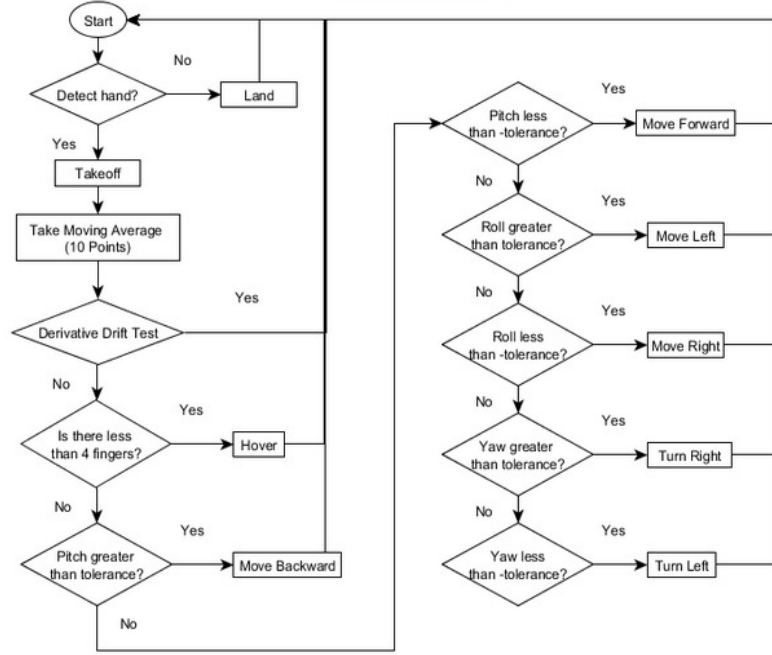 Start
No
Detect hand?
Land
Yes
Takeoff
Take Moving Average
(10 Points)
Yes
Derivative Drift Test
No
Yes
Is there less
than 4 fingers?
Hover
No
Yes
Pitch greater
than tolerance?
Move Backward
No
Yes
Pitch less
than -tolerance?
Move Forward
No
Yes
Roll greater
than tolerance?
Move Left
No
Yes
Roll less
than -tolerance?
Move Right
No
Yes
Yaw greater
than tolerance?
Turn Right
No
Yes
Yaw less
than -tolerance?
Turn Left